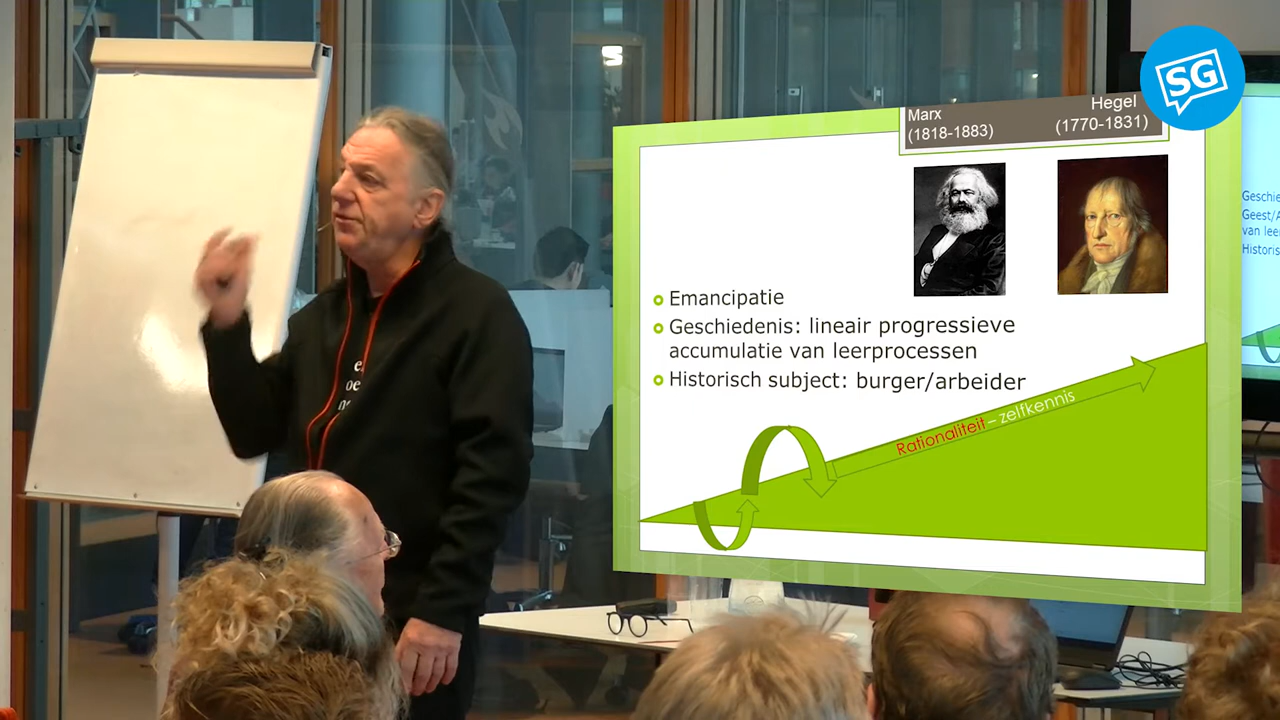 SG
Marx
(1818-1883)
Hegel
(1770-1831)
Emancipatie
Geschiedenis: lineair progressieve
accumulatie van leerprocessen
Historisch subject: burger/arbeider
Rationaliteit – zelfkennis